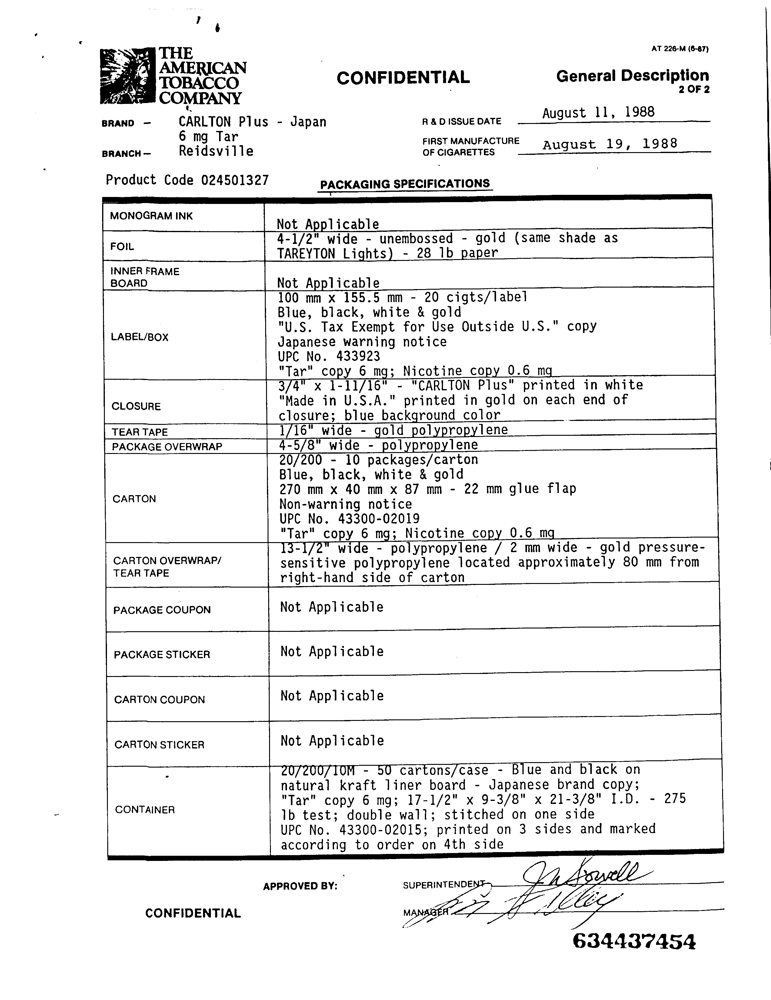 AT 226-M (6-87)
THE
AMERICAN
TOBACCO
COMPANY
CONFIDENTIAL
General Description
2 OF 2
BRAND — CARLTON Plus - Japan
6 mg Tar
BRANCH — Reidsville
R & D ISSUE DATE August 11, 1988
FIRST MANUFACTURE
OF CIGARETTES August 19, 1988
Product Code 024501327
PACKAGING SPECIFICATIONS
MONOGRAM INK
Not Applicable
FOIL
4-1/2" wide - unembossed - gold (same shade as
TAREYTON Lights) - 28 lb paper
INNER FRAME
BOARD
Not Applicable
LABEL/BOX
100 mm x 155.5 mm - 20 cigts/label
Blue, black, white & gold
"U.S. Tax Exempt for Use Outside U.S." copy
Japanese warning notice
UPC No. 433923
"Tar" copy 6 mg; Nicotine copy 0.6 mg
CLOSURE
3/4" x 1-11/16" - "CARLTON Plus" printed in white
"Made in U.S.A." printed in gold on each end of
closure; blue background color
TEAR TAPE
1/16" wide - gold polypropylene
PACKAGE OVERWRAP
4-5/8" wide - polypropylene
CARTON
20/200 - 10 packages/carton
Blue, black, white & gold
270 mm x 40 mm x 87 mm - 22 mm glue flap
Non-warning notice
UPC No. 43300-02019
"Tar" copy 6 mg; Nicotine copy 0.6 mg
CARTON OVERWRAP/
TEAR TAPE
13-1/2" wide - polypropylene / 2 mm wide - gold pressure-
sensitive polypropylene located approximately 80 mm from
right-hand side of carton
PACKAGE COUPON
Not Applicable
PACKAGE STICKER
Not Applicable
CARTON COUPON
Not Applicable
CARTON STICKER
Not Applicable
CONTAINER
20/200/10M - 50 cartons/case - Blue and black on
natural kraft liner board - Japanese brand copy;
"Tar" copy 6 mg; 17-1/2" x 9-3/8" x 21-3/8" I.D. - 275
lb test; double wall; stitched on one side
UPC No. 43300-02015; printed on 3 sides and marked
according to order on 4th side
APPROVED BY:
SUPERINTENDENT
MANAGER
CONFIDENTIAL
634437454